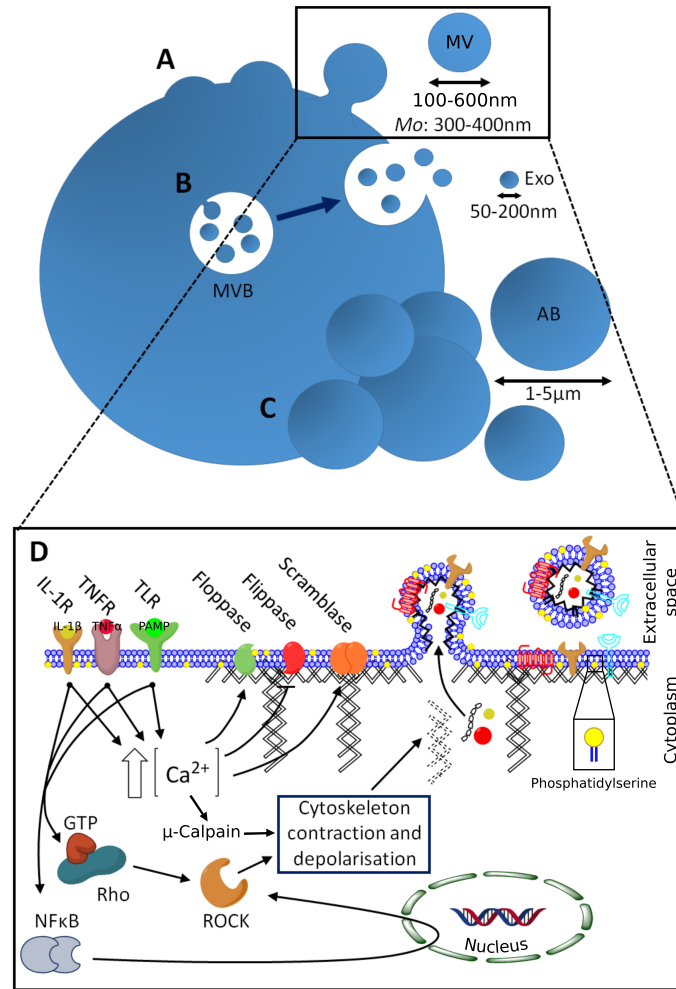 A
MV
100-600nm
Mo: 300-400nm
B
Exo
50-200nm
MVB
AB
C
1-5µm
D
IL-1R
TNFR
TLR
Floppase
Flippase
Scramblase
Extracellular
space
IL-1β
TNFα
PAMP
Cytoplasm
[Ca2+]
Phosphatidylserine
µ-Calpain
Cytoskeleton
contraction and
depolarisation
GTP
Rho
ROCK
NFκB
Nucleus